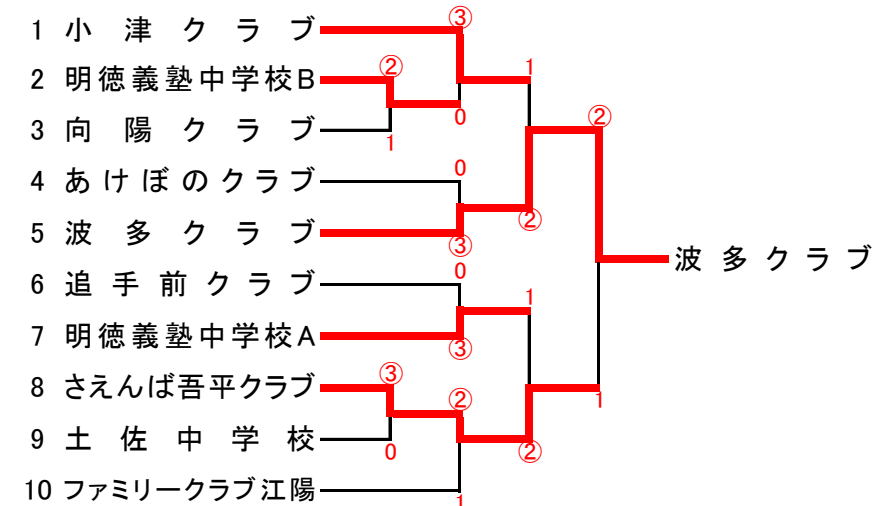 ③
1 小津クラブ
1
②
2 明徳義塾中学校B
②
0
3 向陽クラブ
1
0
4 あけぼのクラブ
②
5 波多クラブ
③
波多クラブ
0
6 追手前クラブ
1
7 明徳義塾中学校A
③
③
8 さえんば吾平クラブ
②
1
9 土佐中学校
0
②
10 ファミリークラブ江陽
1